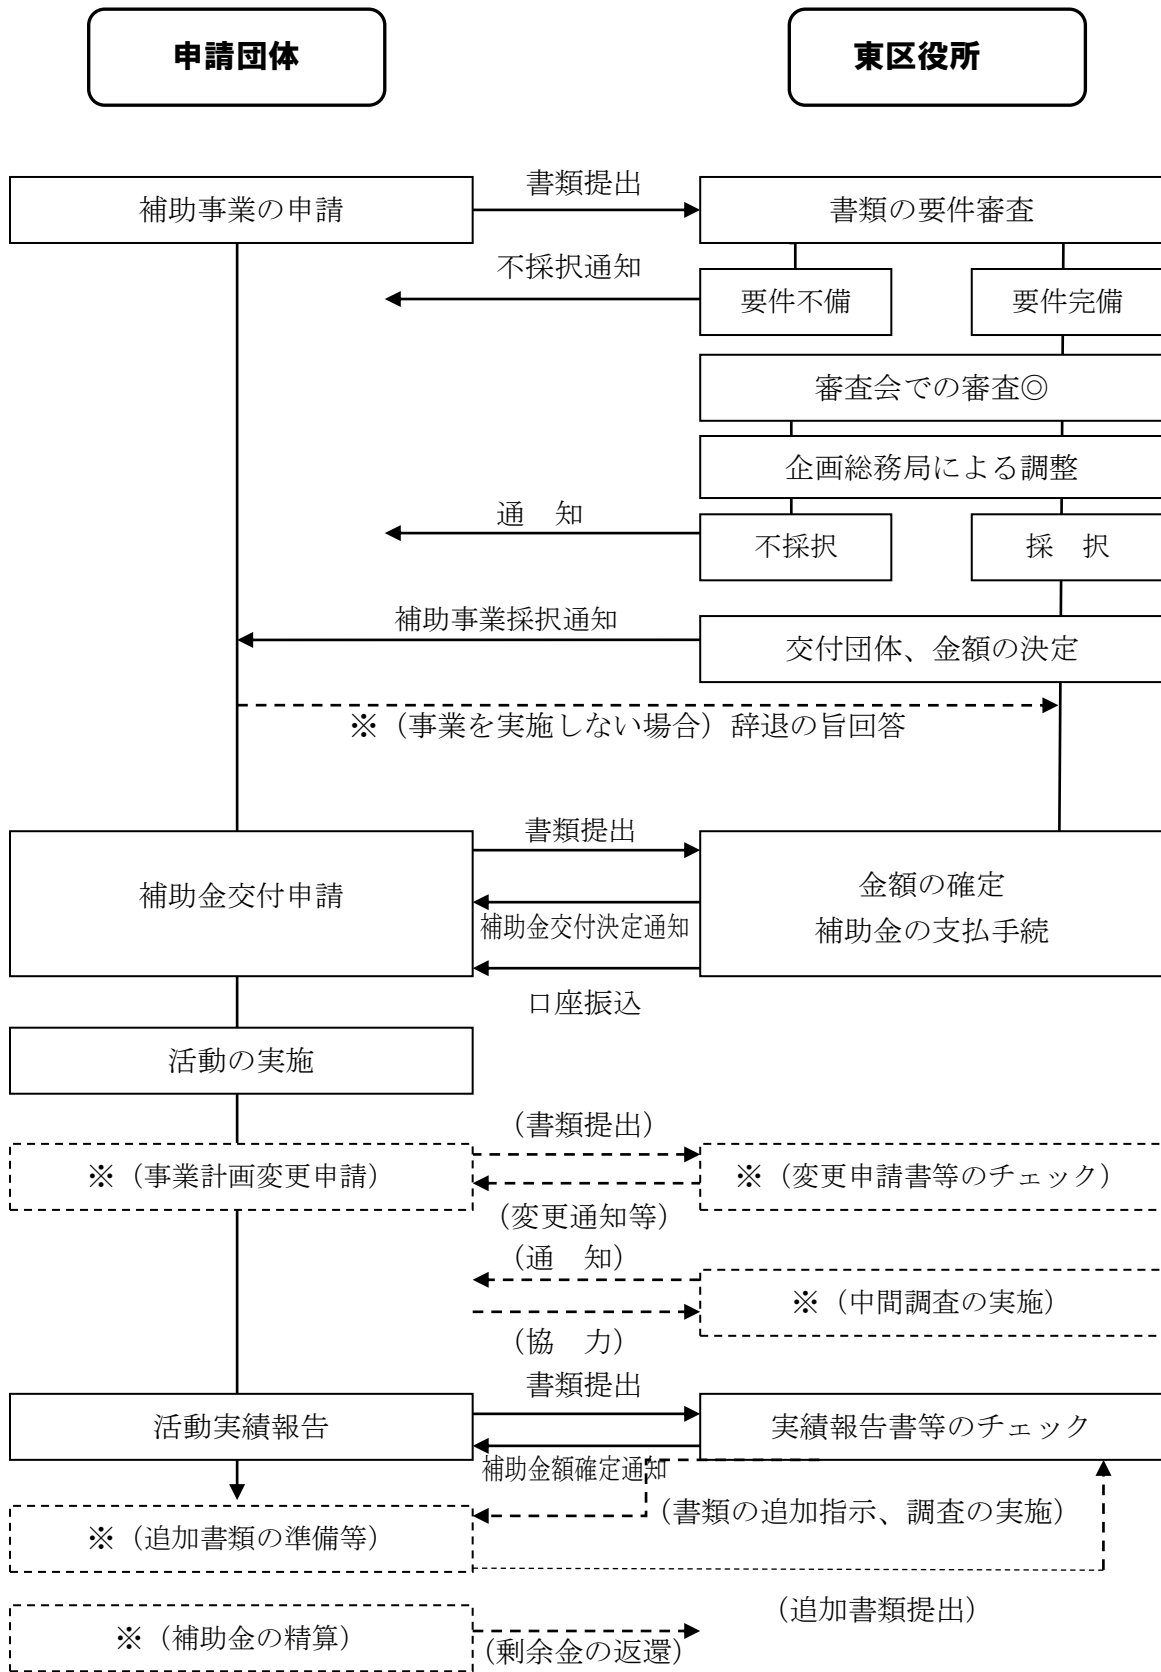 申請団体
東区役所
書類提出
補助事業の申請
書類の要件審査
不採択通知
要件不備
要件完備
審査会での審査◎
企画総務局による調整
通　知
不採択
採　択
補助事業採択通知
交付団体、金額の決定
※（事業を実施しない場合）辞退の旨回答
書類提出
補助金交付申請
金額の確定
補助金の支払手続
補助金交付決定通知
口座振込
活動の実施
（書類提出）
※（事業計画変更申請）
※（変更申請書等のチェック）
（変更通知等）
（通　知）
※（中間調査の実施）
（協　力）
書類提出
活動実績報告
実績報告書等のチェック
補助金額確定通知
（書類の追加指示、調査の実施）
※（追加書類の準備等）
（追加書類提出）
※（補助金の精算）
（剰余金の返還）